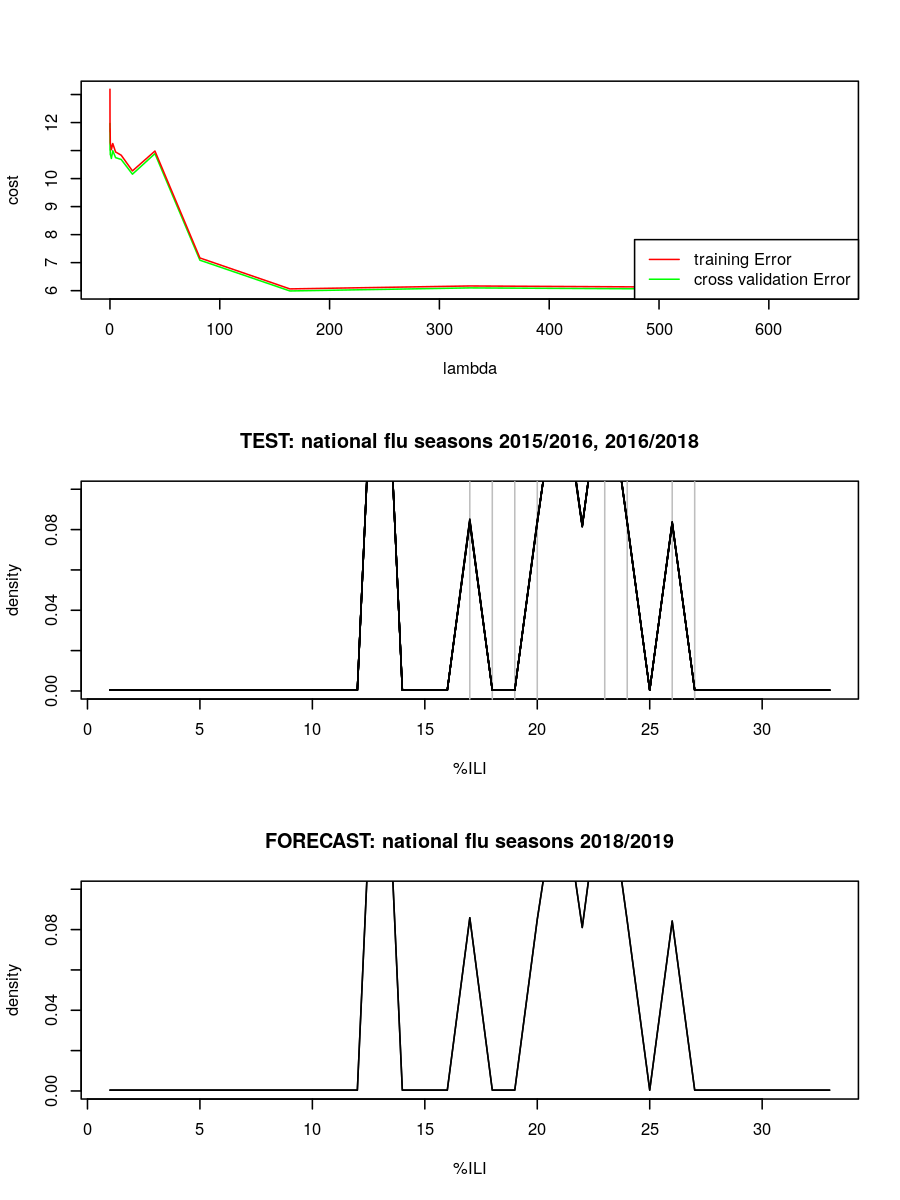 12
10
9
8
7
6
cost
training Error
cross validation Error
0 100 200 300 400 500 600
lambda
TEST: national flu seasons 2015/2016, 2016/2018
0.08
0.04
0.00
density
0 5 10 15 20 25 30
%ILI
FORECAST: national flu seasons 2018/2019
0.08
0.04
0.00
density
0 5 10 15 20 25 30
%ILI